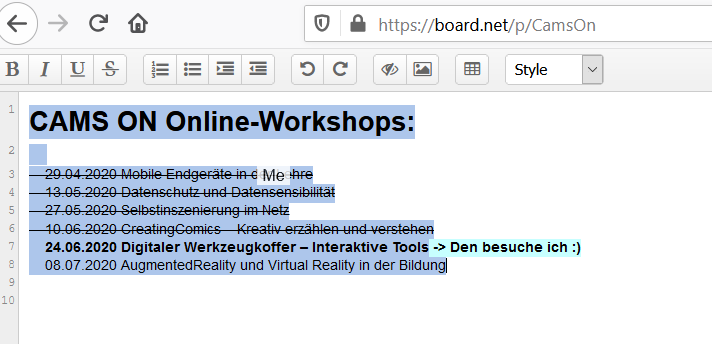 https://board.net/p/CamsOn
B I U S Style
1 CAMS ON Online-Workshops:
2
3 29.04.2020 Mobile Endgeräte in de ehre
Me
4 13.05.2020 Datenschutz und Datensensibilität
5 27.05.2020 Selbstinszenierung im Netz
6 10.06.2020 CreatingComics – Kreativ erzählen und verstehen
7 24.06.2020 Digitaler Werkzeugkoffer – Interaktive Tools -> Den besuche ich :)
8 08.07.2020 AugmentedReality und Virtual Reality in der Bildung
9
10